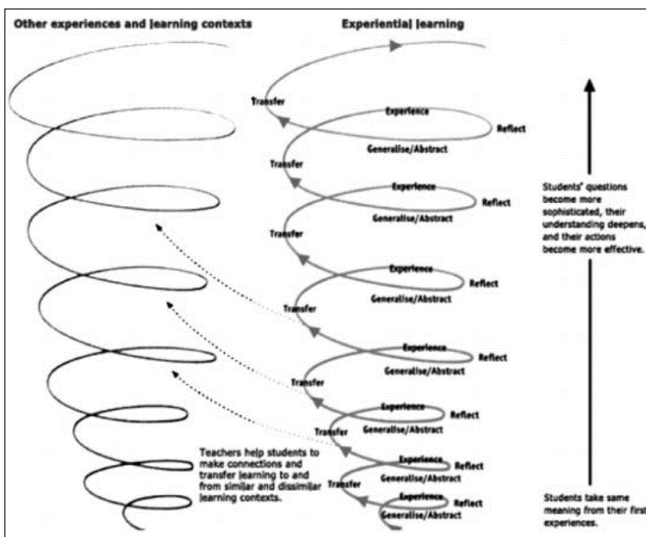 Other experiences and learning contexts
Experiential learning
Transfer
Experience
Reflect
Generalise/Abstract
Transfer
Experience
Reflect
Generalise/Abstract
Transfer
Experience
Reflect
Generalise/Abstract
Transfer
Experience
Reflect
Generalise/Abstract
Transfer
Experience
Reflect
Generalise/Abstract
Transfer
Experience
Reflect
Generalise/Abstract
Transfer
Experience
Reflect
Generalise/Abstract
Experience
Reflect
Generalise/Abstract
Students' questions
become more
sophisticated, their
understanding deepens,
and their actions
become more effective.
Teachers help students to
make connections and
transfer learning to and
from similar and dissimilar
learning contexts.
Students take same
meaning from their first
experiences.